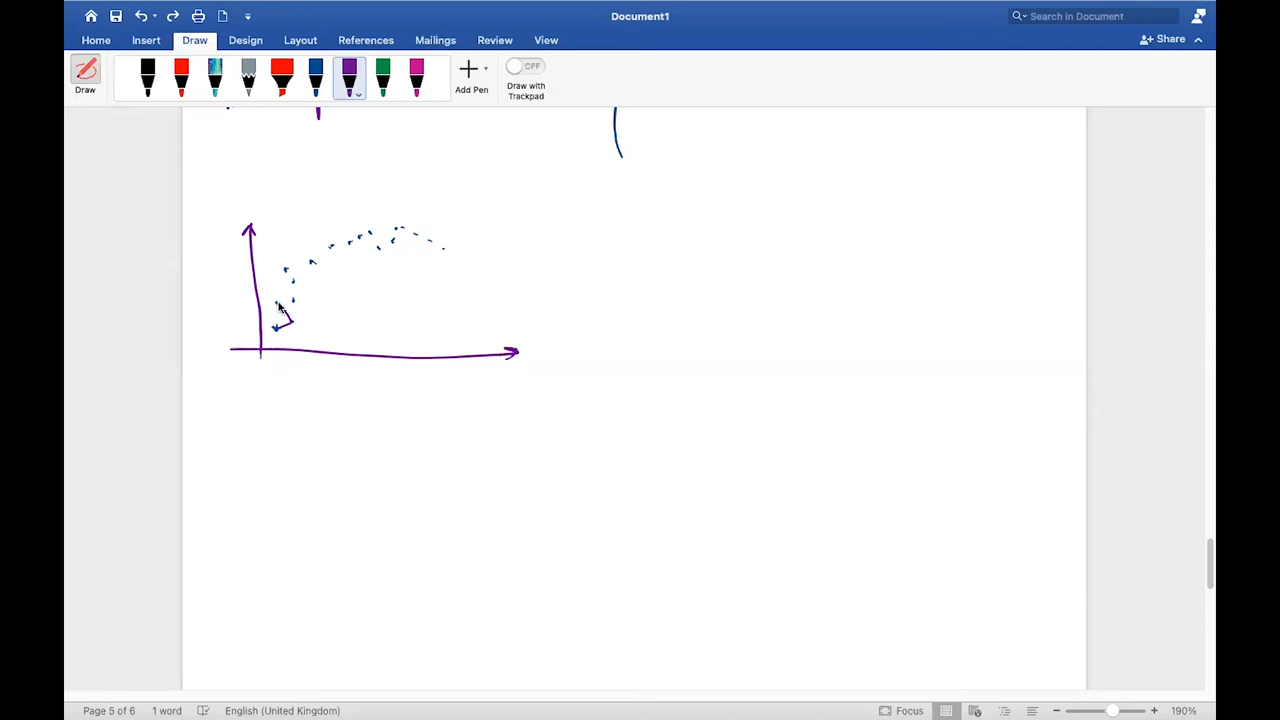 Document1
Search in Document
Home Insert Draw Design Layout References Mailings Review View
Share
OFF
Draw
Add Pen
Draw with
Trackpad
Page 5 of 6 1 word English (United Kingdom) Focus 190%